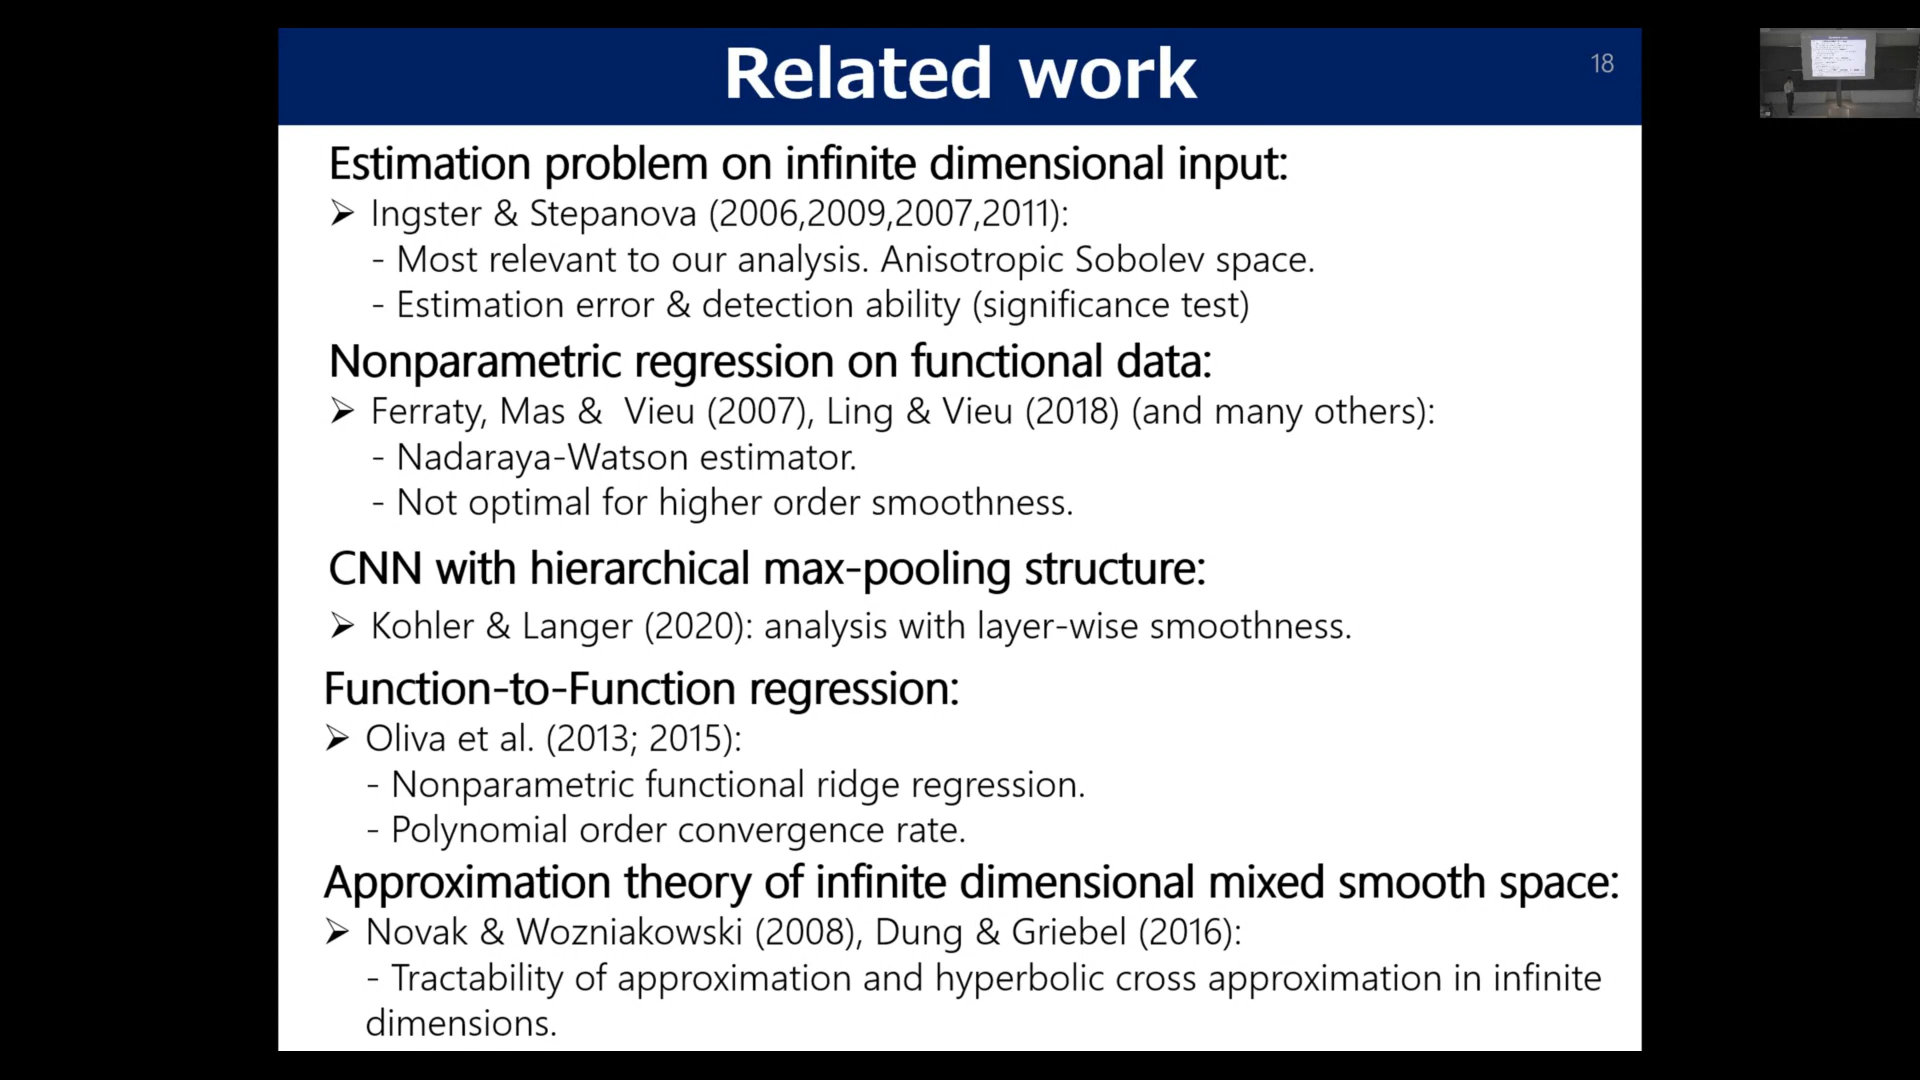 Related work
18
Estimation problem on infinite dimensional input:
➢ Ingster & Stepanova (2006,2009,2007,2011):
- Most relevant to our analysis. Anisotropic Sobolev space.
- Estimation error & detection ability (significance test)
Nonparametric regression on functional data:
➢ Ferraty, Mas & Vieu (2007), Ling & Vieu (2018) (and many others):
- Nadaraya-Watson estimator.
- Not optimal for higher order smoothness.
CNN with hierarchical max-pooling structure:
➢ Kohler & Langer (2020): analysis with layer-wise smoothness.
Function-to-Function regression:
➢ Oliva et al. (2013; 2015):
- Nonparametric functional ridge regression.
- Polynomial order convergence rate.
Approximation theory of infinite dimensional mixed smooth space:
➢ Novak & Wozniakowski (2008), Dung & Griebel (2016):
- Tractability of approximation and hyperbolic cross approximation in infinite
dimensions.